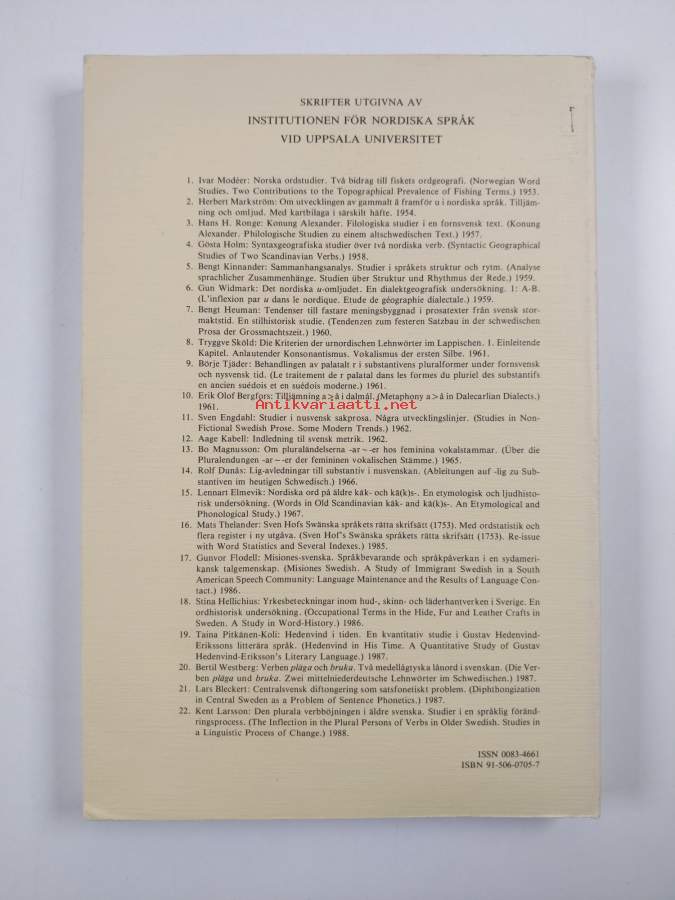 SKRIFTER UTGIVNA AV
INSTITUTIONEN FÖR NORDISKA SPRÅK
VID UPPSALA UNIVERSITET
1. Ivar Modéer: Norska ordstudier. Två bidrag till fiskets ordgeografi. (Norwegian Word
Studies. Two Contributions to the Topographical Prevalence of Fishing Terms.) 1953.
2. Herbert Markström: Om utvecklingen av gammalt å framför u i nordiska språk. Tilljäm-
ning och omljud. Med kartbilaga i särskilt häfte. 1954.
3. Hans H. Ronge: Konung Alexander. Filologiska studier i en fornsvensk text. (Konung
Alexander. Philologische Studien zu einem altschwedischen Text.) 1957.
4. Gösta Holm: Syntaxgeografiska studier över två nordiska verb. (Syntactic Geographical
Studies of Two Scandinavian Verbs.) 1958.
5. Bengt Kinnander: Sammanhangsanalys. Studier i språkets struktur och rytm. (Analyse
sprachlicher Zusammenhänge. Studien über Struktur und Rhythmus der Rede.) 1959.
6. Gun Widmark: Det nordiska u-omljudet. En dialektgeografisk undersökning. 1: A-B.
(L'inflexion par u dans le nordique. Etude de géographie dialectale.) 1959.
7. Bengt Heuman: Tendenser till fastare meningsbyggnad i prosatexter från svensk stor-
maktstid. En stilhistorisk studie. (Tendenzen zum festeren Satzbau in der schwedischen
Prosa der Grossmachtszeit.) 1960.
8. Tryggve Sköld: Die Kriterien der urnordischen Lehnwörter im Lappischen. 1. Einleitende
Kapitel. Anlautender Konsonantismus. Vokalismus der ersten Silbe. 1961.
9. Börje Tjäder: Behandlingen av palatalt r i substantivens pluralformer under fornsvensk
och nysvensk tid. (Le traitement de r palatal dans les formes du pluriel des substantifs
en ancien suédois et en suédois moderne.) 1961.
10. Erik Olof Bergfors: Tilljämning a>å i dalmål. (Metaphony a>å in Dalecarlian Dialects.)
1961.
Antikvariaatti.net
11. Sven Engdahl: Studier i nusvensk sakprosa. Några utvecklingslinjer. (Studies in Non-
Fictional Swedish Prose. Some Modern Trends.) 1962.
12. Aage Kabell: Indledning til svensk metrik. 1962.
13. Bo Magnusson: Om pluraländelserna -ar~-er hos feminina vokalstammar. (Über die
Pluralendungen -ar~-er der femininen vokalischen Stämme.) 1965.
14. Rolf Dunås: Lig-avledningar till substantiv i nusvenskan. (Ableitungen auf -lig zu Sub-
stantiven im heutigen Schwedisch.) 1966.
15. Lennart Elmevik: Nordiska ord på äldre käk- och kä(k)s-. En etymologisk och ljudhisto-
risk undersökning. (Words in Old Scandinavian käk- and kä(k)s-. An Etymological and
Phonological Study.) 1967.
16. Mats Thelander: Sven Hofs Swänska språkets rätta skrifsätt (1753). Med ordstatistik och
flera register i ny utgåva. (Sven Hof's Swänska språkets rätta skrifsätt (1753). Re-issue
with Word Statistics and Several Indexes.) 1985.
17. Gunvor Flodell: Misiones-svenska. Språkbevarande och språkpåverkan i en sydameri-
kansk talgemenskap. (Misiones Swedish. A Study of Immigrant Swedish in a South
American Speech Community: Language Maintenance and the Results of Language Con-
tact.) 1986.
18. Stina Hellichius: Yrkesbeteckningar inom hud-, skinn- och läderhantverken i Sverige. En
ordhistorisk undersökning. (Occupational Terms in the Hide, Fur and Leather Crafts in
Sweden. A Study in Word-History.) 1986.
19. Taina Pitkänen-Koli: Hedenvind i tiden. En kvantitativ studie i Gustav Hedenvind-
Erikssons litterära språk. (Hedenvind in His Time. A Quantitative Study of Gustav
Hedenvind-Eriksson's Literary Language.) 1987.
20. Bertil Westberg: Verben pläga och bruka. Två medellågtyska lånord i svenskan. (Die Ver-
ben pläga und bruka. Zwei mittelniederdeutsche Lehnwörter im Schwedischen.) 1987.
21. Lars Bleckert: Centralsvensk diftongering som satsfonetiskt problem. (Diphthongization
in Central Sweden as a Problem of Sentence Phonetics.) 1987.
22. Kent Larsson: Den plurala verbböjningen i äldre svenska. Studier i en språklig föränd-
ringsprocess. (The Inflection in the Plural Persons of Verbs in Older Swedish. Studies in
a Linguistic Process of Change.) 1988.
ISSN 0083-4661
ISBN 91-506-0705-7